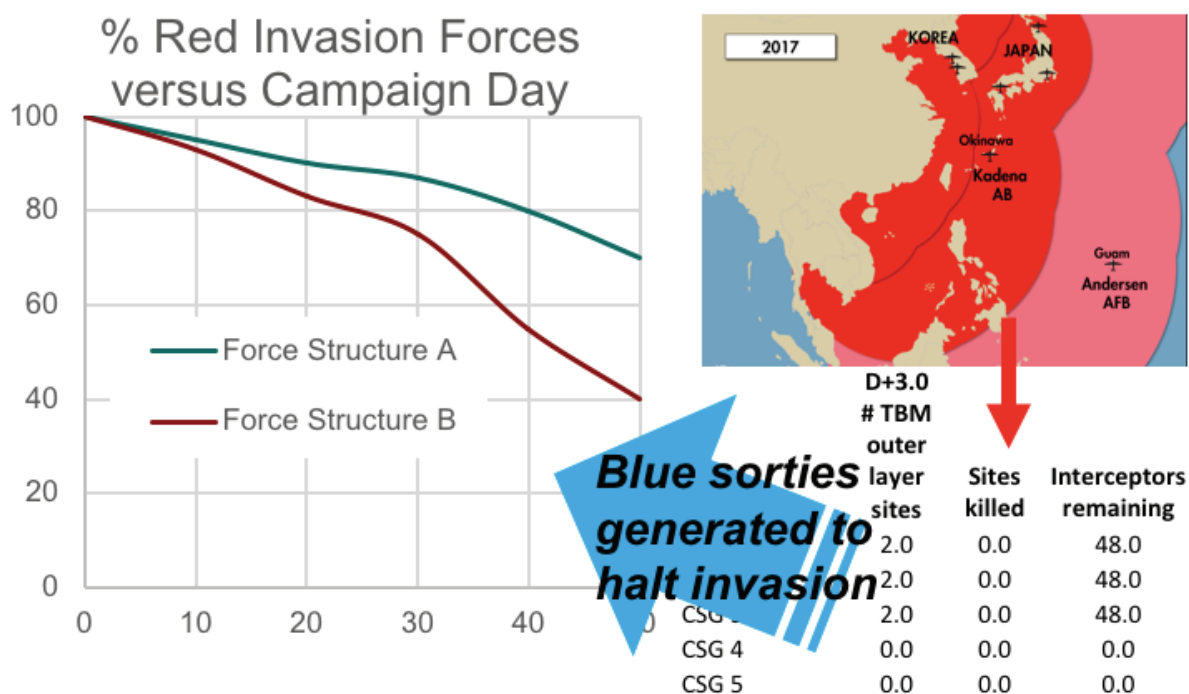 % Red Invasion Forces
versus Campaign Day
100
80
60
40
20
0
0
10
20
30
40
0
Force Structure A
Force Structure B
2017
KOREA
JAPAN
Okinawa
Kadena
AB
Guam
Andersen
AFB
Blue sorties
generated to
halt invasion
D+3.0
# TBM
outer
layer
sites
Sites
killed
Interceptors
remaining
2.0 0.0 48.0
2.0 0.0 48.0
CSG 2.0 0.0 48.0
CSG 4 0.0 0.0 0.0
CSG 5 0.0 0.0 0.0